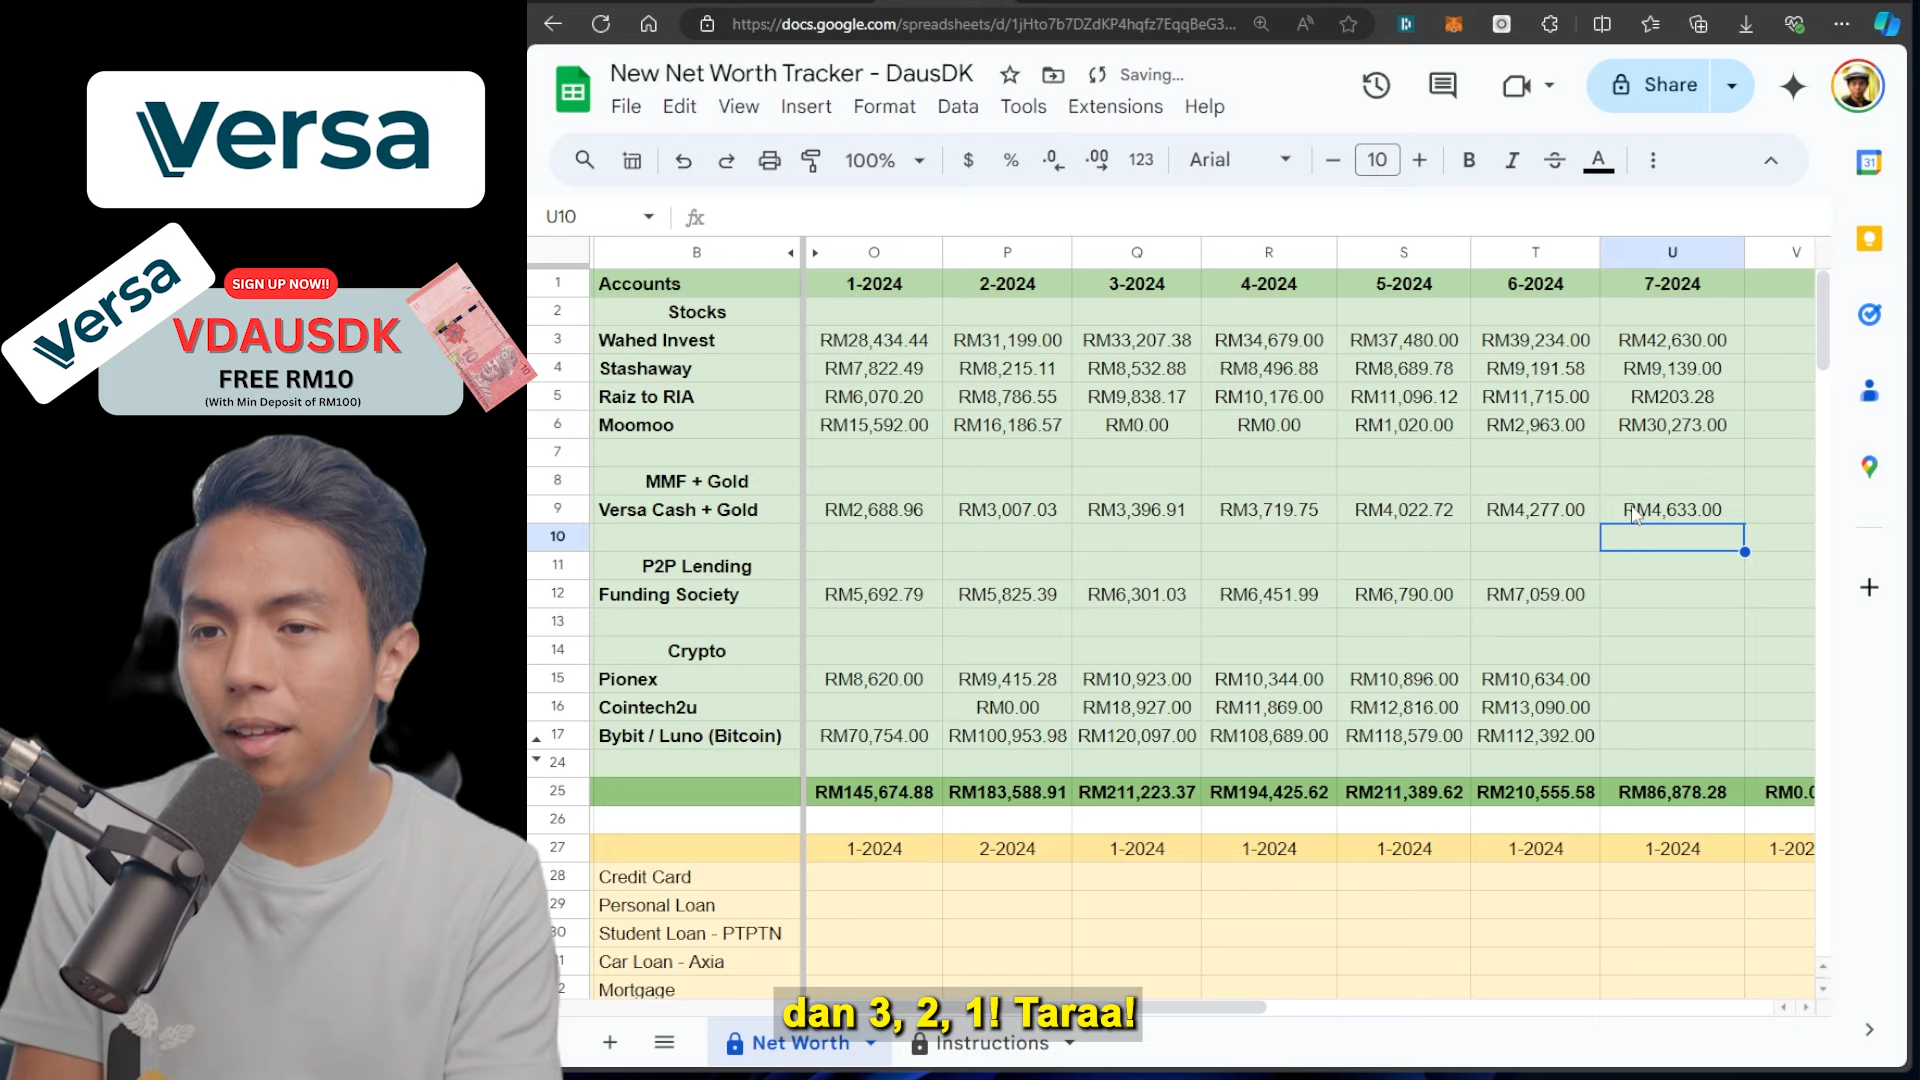 Versa
Versa
SIGN UP NOW!!
VDAUSDK
FREE RM10
(With Min Deposit of RM100)
https://docs.google.com/spreadsheets/d/1jHto7b7DZdKP4hqfz7EqqBeG3...
New Net Worth Tracker - DausDK Saving...
File Edit View Insert Format Data Tools Extensions Help
Share
100% $ % .0 .00 123 Arial 10 B I A
U10 fx
B O P Q R S T U V
1 Accounts 1-2024 2-2024 3-2024 4-2024 5-2024 6-2024 7-2024
2 Stocks
3 Wahed Invest RM28,434.44 RM31,199.00 RM33,207.38 RM34,679.00 RM37,480.00 RM39,234.00 RM42,630.00
4 Stashaway RM7,822.49 RM8,215.11 RM8,532.88 RM8,496.88 RM8,689.78 RM9,191.58 RM9,139.00
5 Raiz to RIA RM6,070.20 RM8,786.55 RM9,838.17 RM10,176.00 RM11,096.12 RM11,715.00 RM203.28
6 Moomoo RM15,592.00 RM16,186.57 RM0.00 RM0.00 RM1,020.00 RM2,963.00 RM30,273.00
7
8 MMF + Gold
9 Versa Cash + Gold RM2,688.96 RM3,007.03 RM3,396.91 RM3,719.75 RM4,022.72 RM4,277.00 RM4,633.00
10
11 P2P Lending
12 Funding Society RM5,692.79 RM5,825.39 RM6,301.03 RM6,451.99 RM6,790.00 RM7,059.00
13
14 Crypto
15 Pionex RM8,620.00 RM9,415.28 RM10,923.00 RM10,344.00 RM10,896.00 RM10,634.00
16 Cointech2u RM0.00 RM18,927.00 RM11,869.00 RM12,816.00 RM13,090.00
17 Bybit / Luno (Bitcoin) RM70,754.00 RM100,953.98 RM120,097.00 RM108,689.00 RM118,579.00 RM112,392.00
24
25 RM145,674.88 RM183,588.91 RM211,223.37 RM194,425.62 RM211,389.62 RM210,555.58 RM86,878.28 RM0.0
26
27 1-2024 2-2024 1-2024 1-2024 1-2024 1-2024 1-2024 1-202
28 Credit Card
29 Personal Loan
30 Student Loan - PTPTN
1 Car Loan - Axia
2 Mortgage
dan 3, 2, 1! Taraa!
Net Worth Instructions